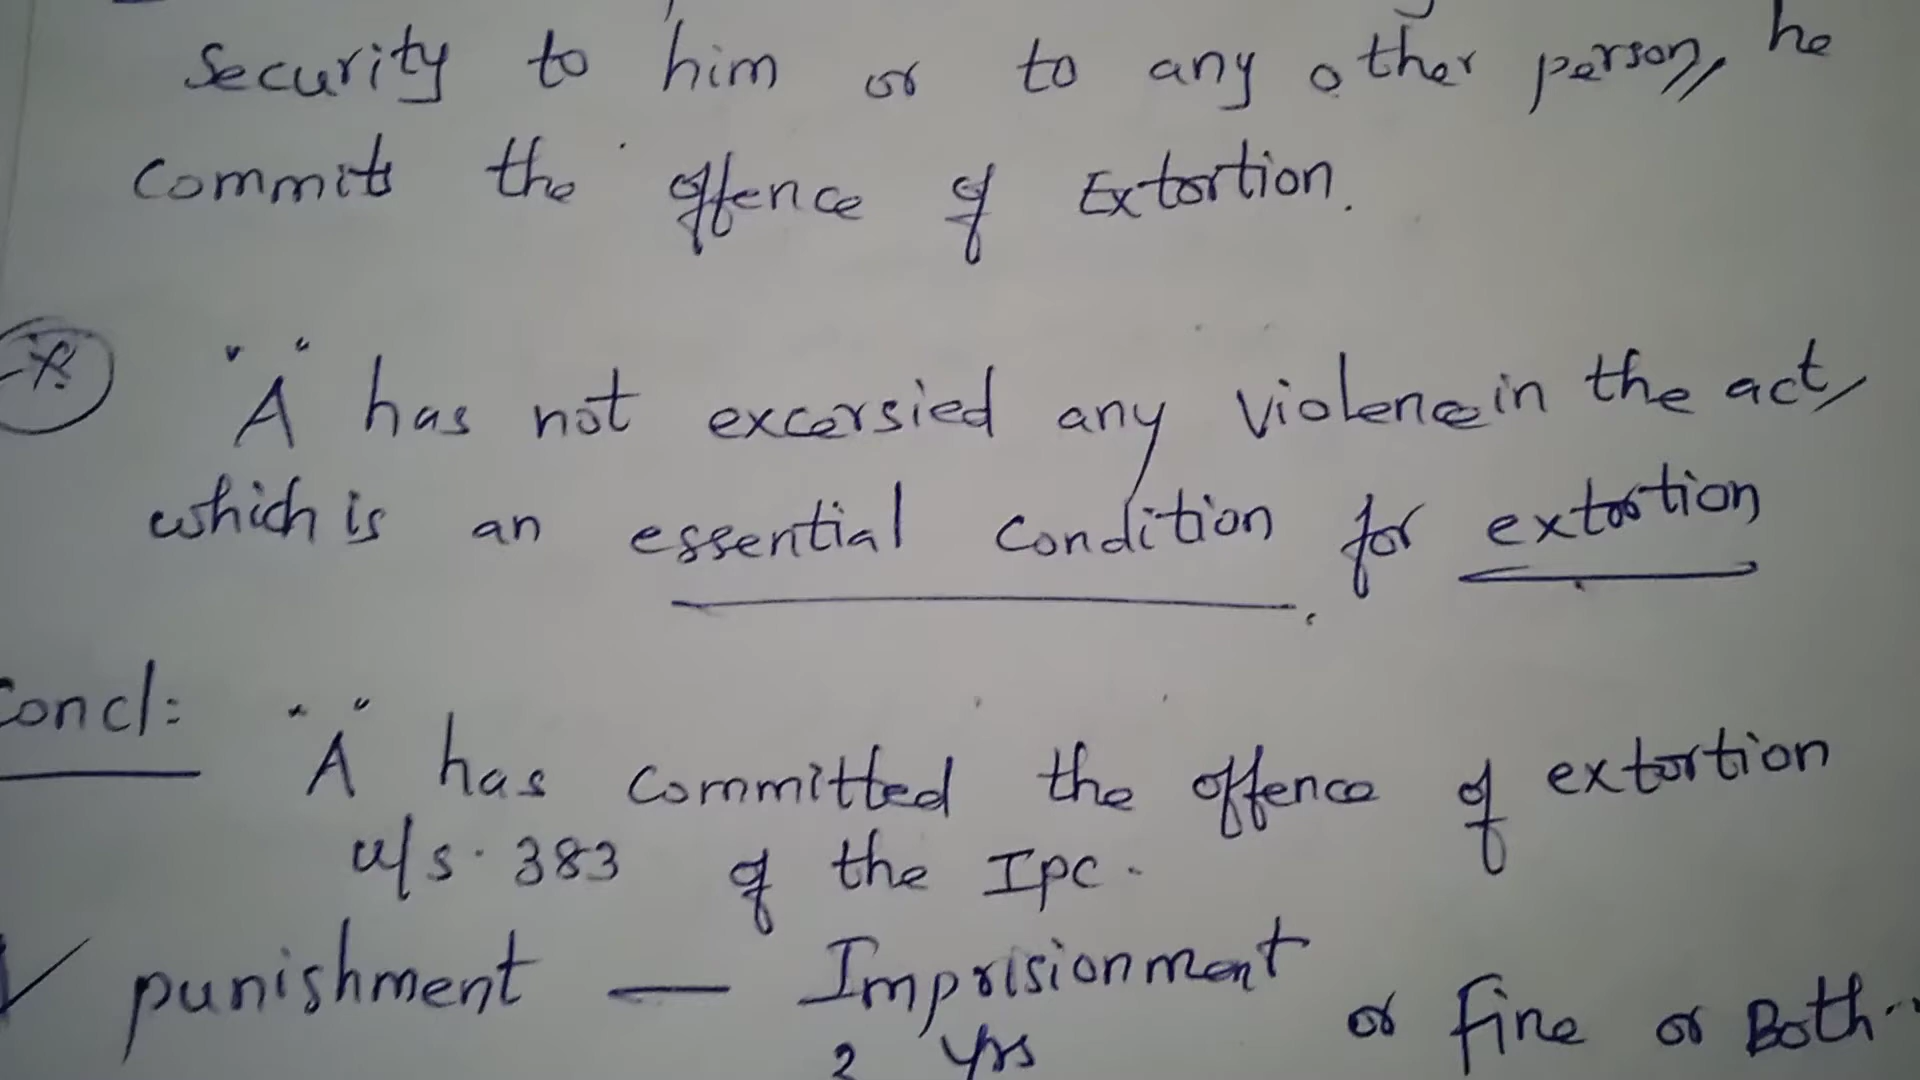 Security to him or to any other person, he
commits the offence of Extortion.
"A" has not excersied any violence in the act,
which is an essential condition for extortion
Concl: "A" has committed the offence of extortion
u/s. 383 of the IPC.
✓ punishment — Imprisionment or fine or Both..
2 yrs